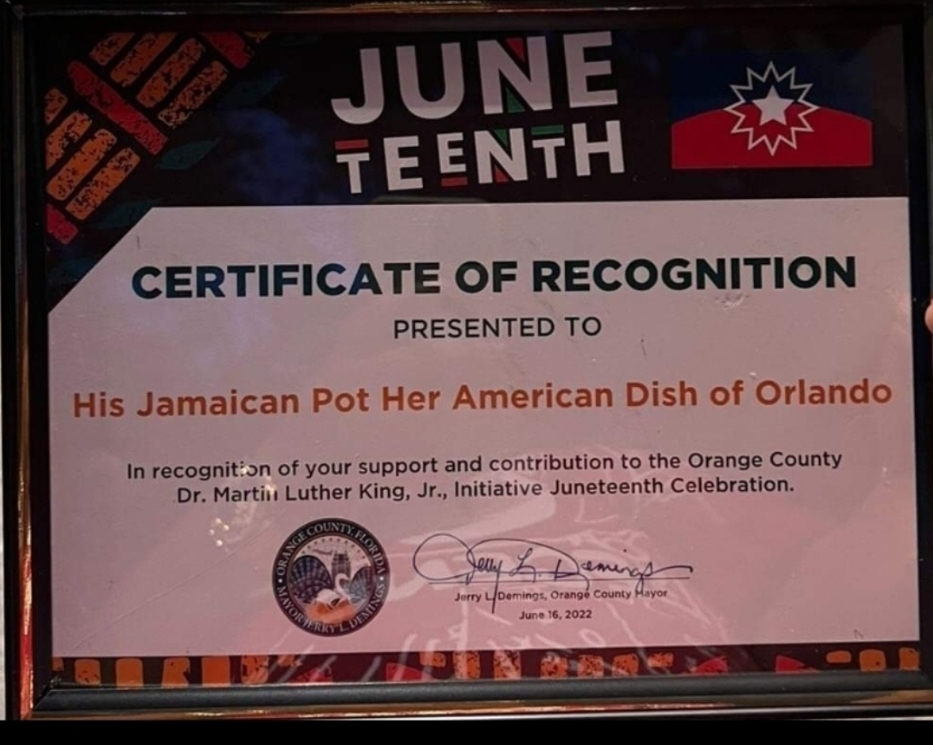 JUNE
TEENTH
CERTIFICATE OF RECOGNITION
PRESENTED TO
His Jamaican Pot Her American Dish of Orlando
In recognition of your support and contribution to the Orange County
Dr. Martin Luther King, Jr., Initiative Juneteenth Celebration.
ORANGE COUNTY, FLORIDA
MAYOR JERRY L. DEMINGS
Jerry L. Demings
Jerry L. Demings, Orange County Mayor
June 16, 2022